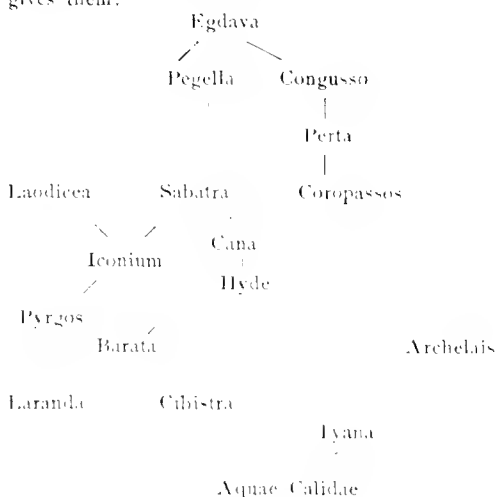 gives them.
Egdava
Pegella Congusso
Perta
Laodicea Sabatra Coropassos
Cana
Iconium
Hyde
Pyrgos
Barata Archelais
Laranda Cibistra
Tyana
Aquae Calidae